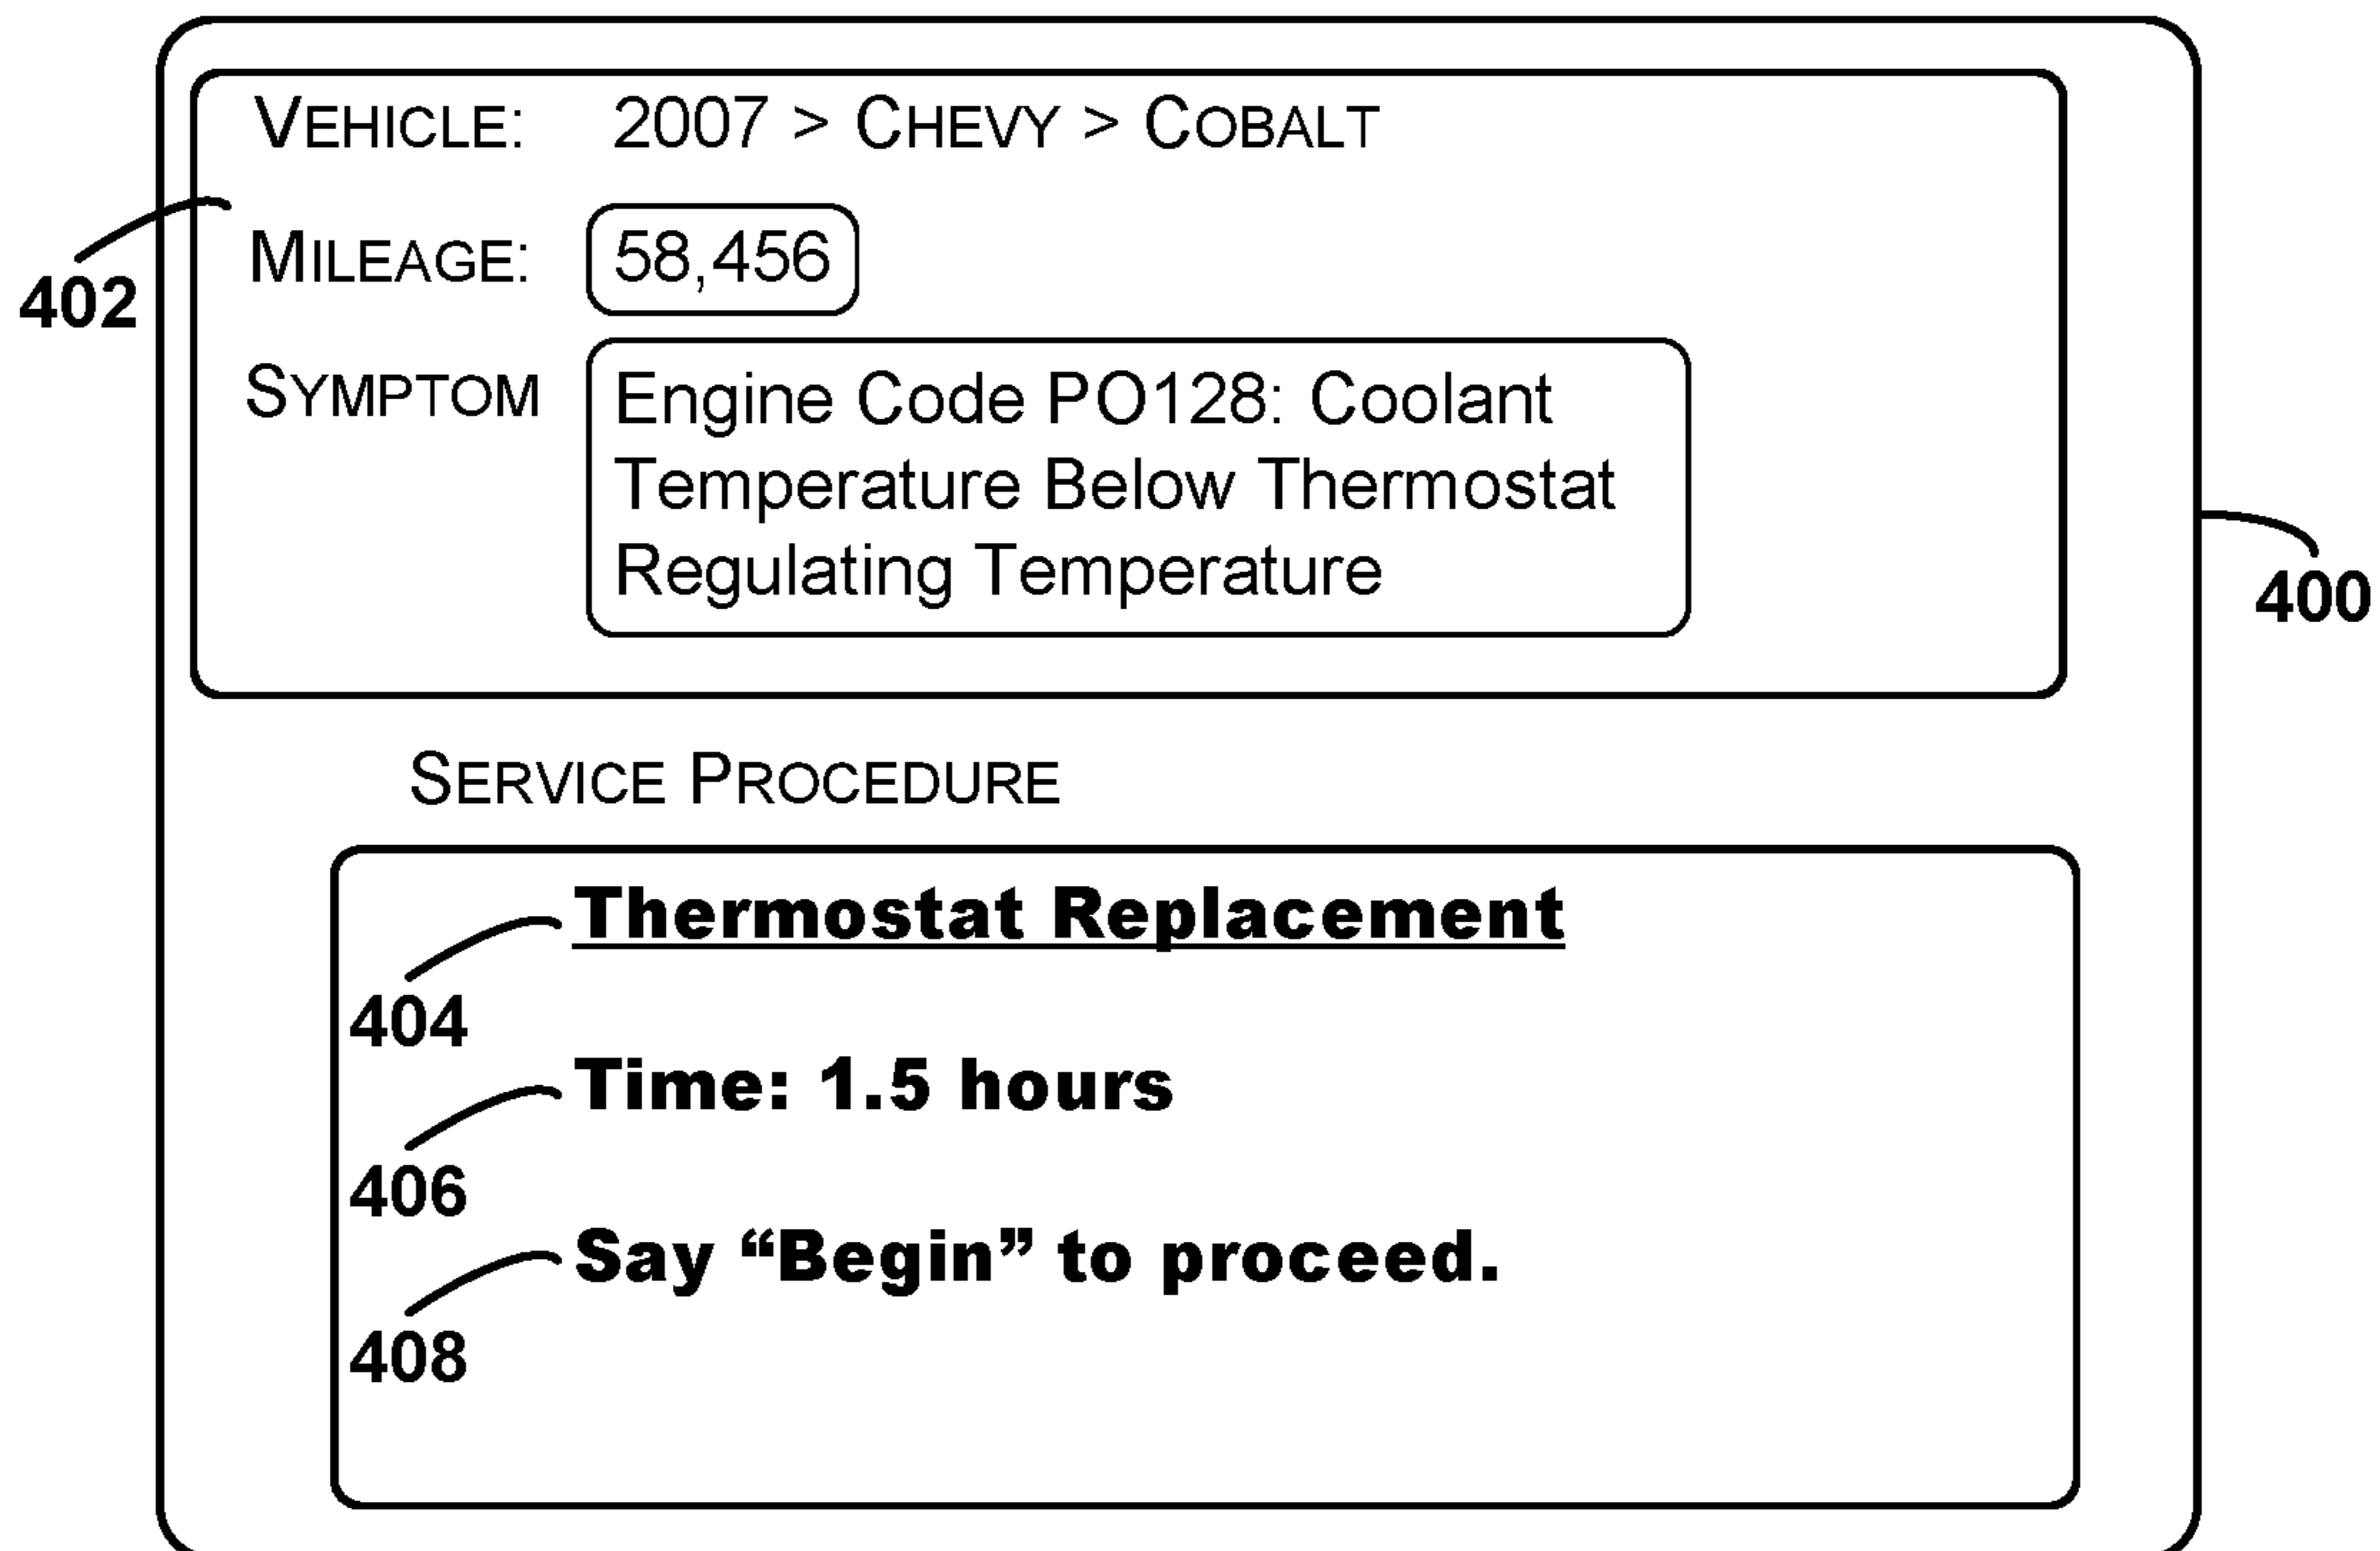 VEHICLE: 2007 > CHEVY > COBALT
MILEAGE: 58,456
402
SYMPTOM Engine Code PO128: Coolant
Temperature Below Thermostat
Regulating Temperature
400
SERVICE PROCEDURE
Thermostat Replacement
404
Time: 1.5 hours
406
Say “Begin” to proceed.
408